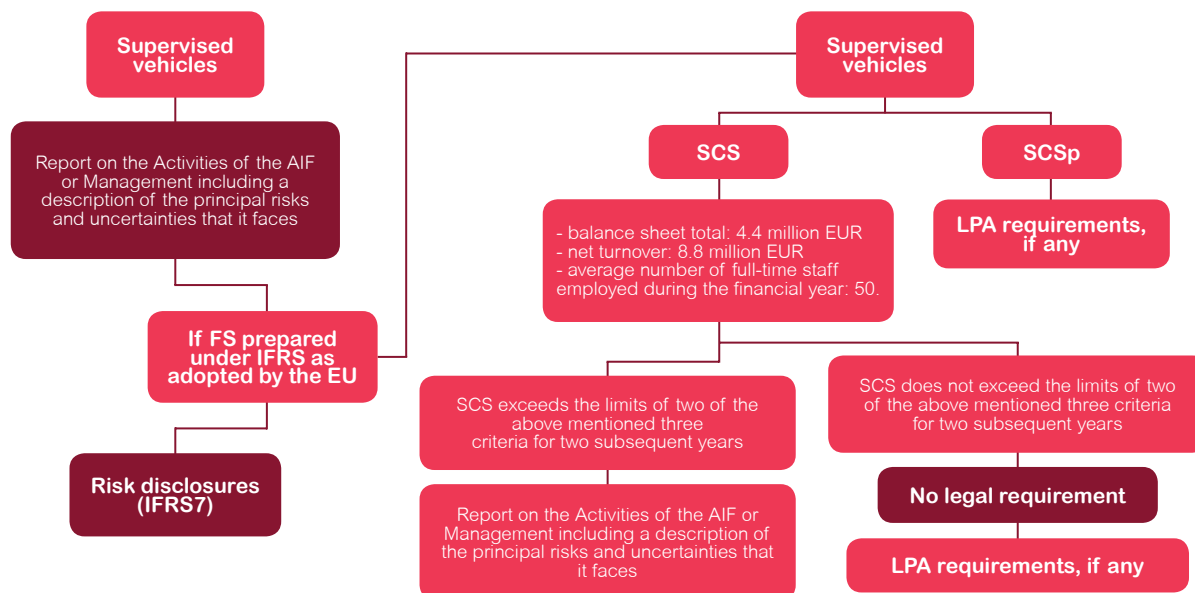 Supervised
vehicles
Report on the Activities of the AIF
or Management including a
description of the principal risks
and uncertainties that it faces
If FS prepared
under IFRS as
adopted by the EU
Risk disclosures
(IFRS7)
Supervised
vehicles
SCS
SCSp
- balance sheet total: 4.4 million EUR
- net turnover: 8.8 million EUR
- average number of full-time staff
employed during the financial year: 50.
LPA requirements,
if any
SCS exceeds the limits of two of the
above mentioned three
criteria for two subsequent years
SCS does not exceed the limits of two
of the above mentioned three criteria
for two subsequent years
Report on the Activities of the AIF or
Management including a description of
the principal risks and uncertainties that
it faces
No legal requirement
LPA requirements, if any